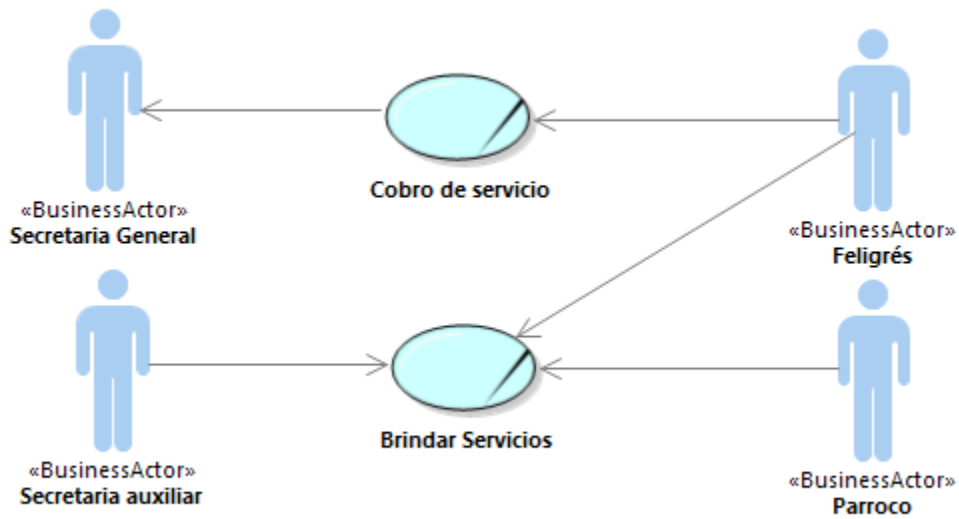 Cobro de servicio
«BusinessActor»
Secretaria General
«BusinessActor»
Feligrés
Brindar Servicios
«BusinessActor»
Secretaria auxiliar
«BusinessActor»
Parroco